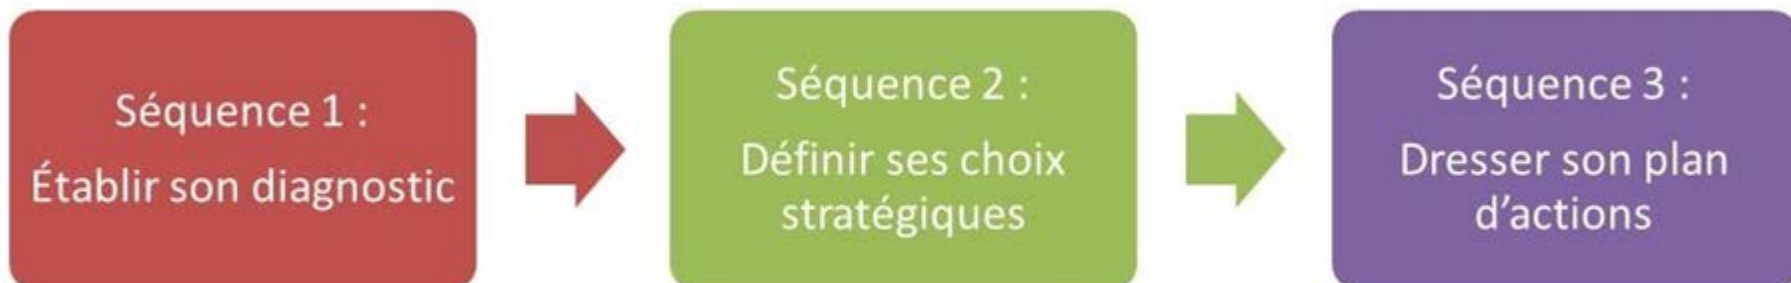 Séquence 1 :
Établir son diagnostic
Séquence 2 :
Définir ses choix
stratégiques
Séquence 3 :
Dresser son plan
d’actions